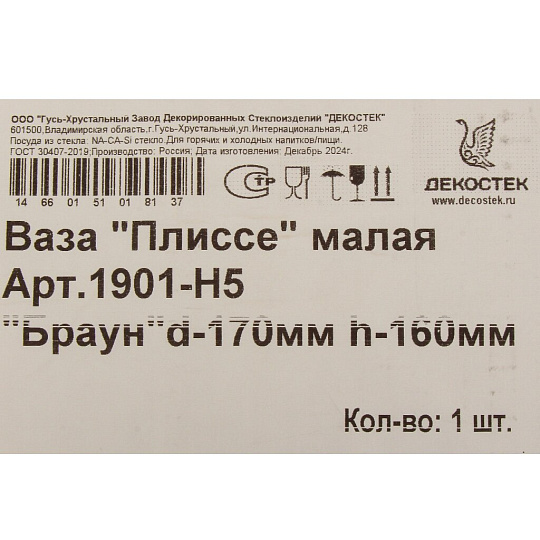 ООО "Гусь-Хрустальный Завод Декорированных Стеклоизделий "ДЕКОСТЕК"
601500,Владимирская область,г.Гусь-Хрустальный,ул.Интернациональная,д.128
Посуда из стекла. NA-CA-Si стекло.Для горячих и холодных напитков/пищи.
ГОСТ 30407-2019;Производство: Россия; Дата изготовления: Декабрь 2024г.
14 66 01 51 01 81 37
СТР
ДЕКОСТЕК
www.decostek.ru
Ваза "Плиссе" малая
Арт.1901-Н5
"Браун"d-170мм h-160мм
Кол-во: 1 шт.